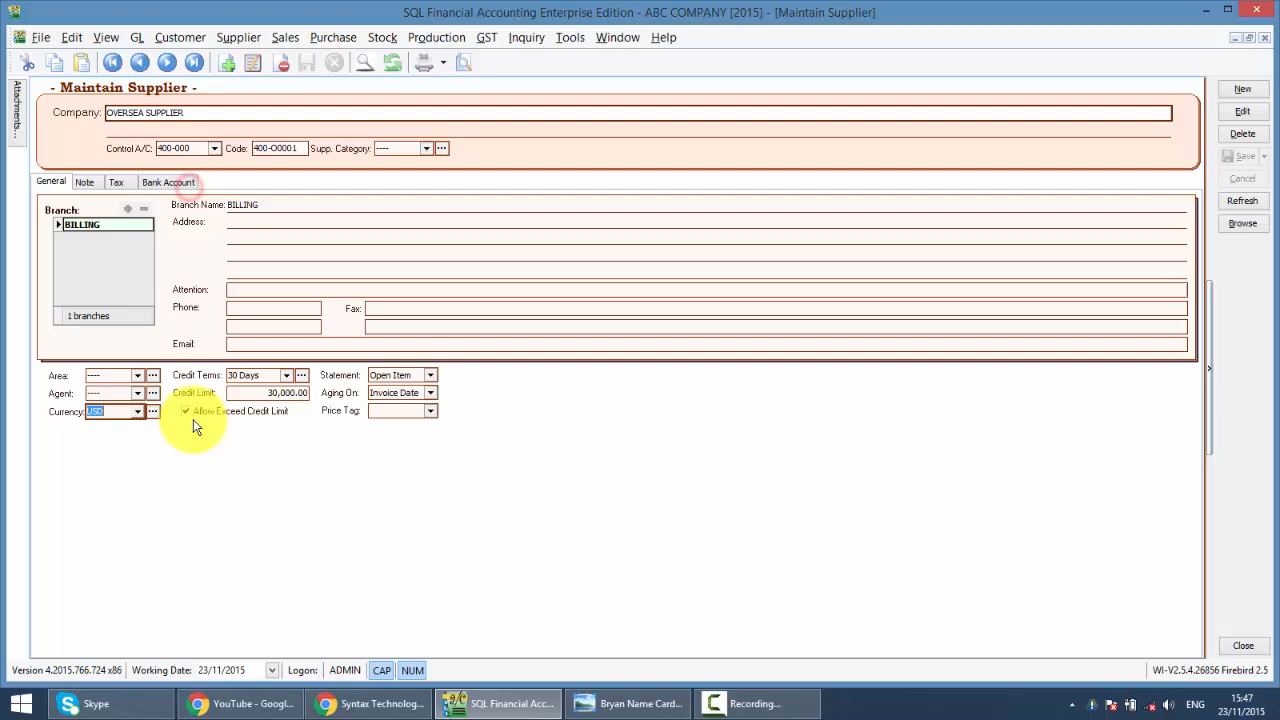 SQL Financial Accounting Enterprise Edition - ABC COMPANY [2015] - [Maintain Supplier]
File Edit View GL Customer Supplier Sales Purchase Stock Production GST Inquiry Tools Window Help
Attachments...
- Maintain Supplier -
Company: OVERSEA SUPPLIER
Control A/C: 400-000 Code: 400-O0001 Supp. Category: ----
General Note Tax Bank Account
Branch:
BILLING
1 branches
Branch Name: BILLING
Address:
Attention:
Phone: Fax:
Email:
Area: ---- Credit Terms: 30 Days Statement: Open Item
Agent: ---- Credit Limit: 30,000.00 Aging On: Invoice Date
Currency: USD Allow Exceed Credit Limit Price Tag:
New
Edit
Delete
Save
Cancel
Refresh
Browse
Close
Version 4.2015.766.724 x86 Working Date: 23/11/2015 Logon: ADMIN CAP NUM WI-V2.5.4.26856 Firebird 2.5
Skype YouTube - Googl... Syntax Technolog... SQL Financial Acc... Bryan Name Card... Recording... ENG 15:47
23/11/2015